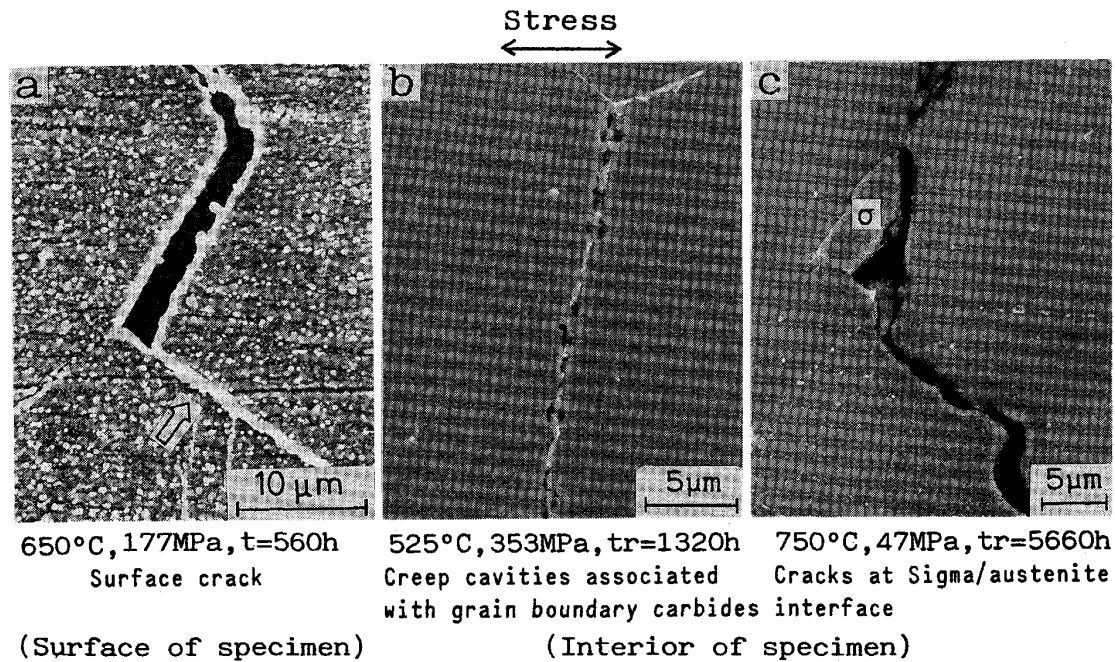 Stress
a
b
c
σ
10 μm
5μm
5μm
650°C,177MPa,t=560h
525°C,353MPa,tr=1320h
750°C,47MPa,tr=5660h
Surface crack
Creep cavities associated
with grain boundary carbides
Cracks at Sigma/austenite
interface
(Surface of specimen)
(Interior of specimen)